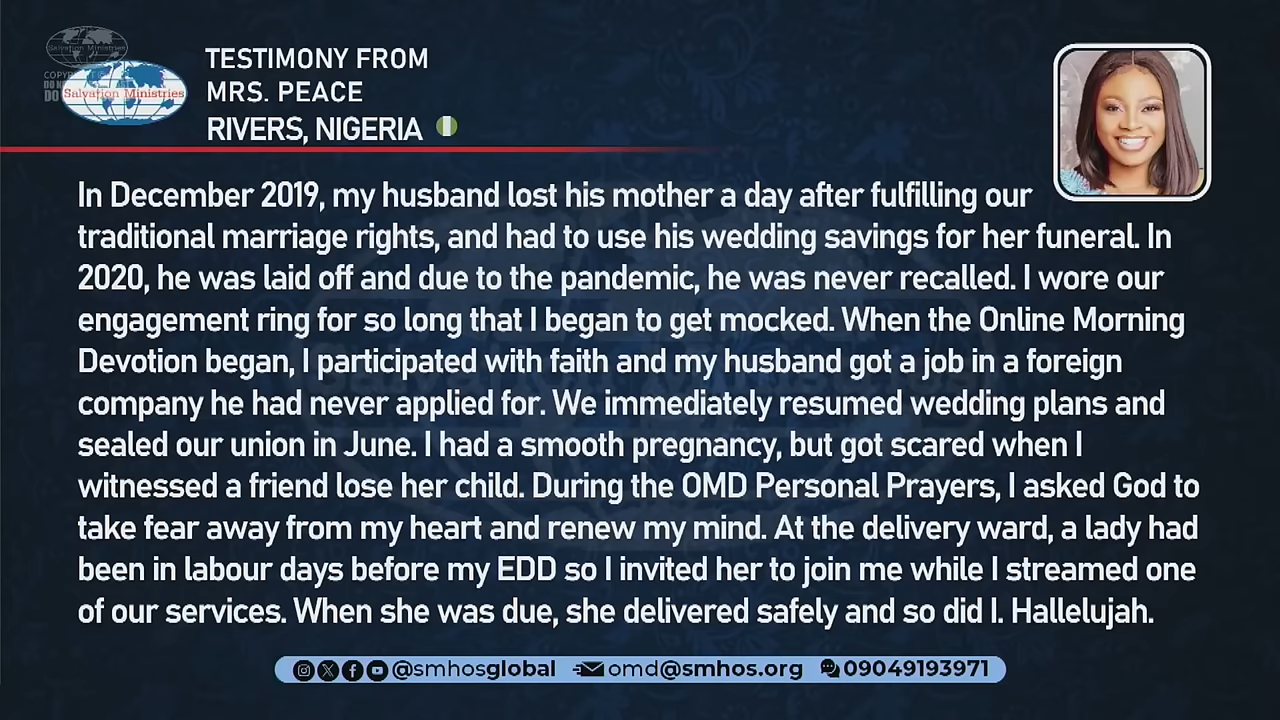 Salvation Ministries
COPY
DO N
DO
Salvation Ministries
TESTIMONY FROM
MRS. PEACE
RIVERS, NIGERIA
In December 2019, my husband lost his mother a day after fulfilling our
traditional marriage rights, and had to use his wedding savings for her funeral. In
2020, he was laid off and due to the pandemic, he was never recalled. I wore our
engagement ring for so long that I began to get mocked. When the Online Morning
Devotion began, I participated with faith and my husband got a job in a foreign
company he had never applied for. We immediately resumed wedding plans and
sealed our union in June. I had a smooth pregnancy, but got scared when I
witnessed a friend lose her child. During the OMD Personal Prayers, I asked God to
take fear away from my heart and renew my mind. At the delivery ward, a lady had
been in labour days before my EDD so I invited her to join me while I streamed one
of our services. When she was due, she delivered safely and so did I. Hallelujah.
@smhosglobal omd@smhos.org 09049193971